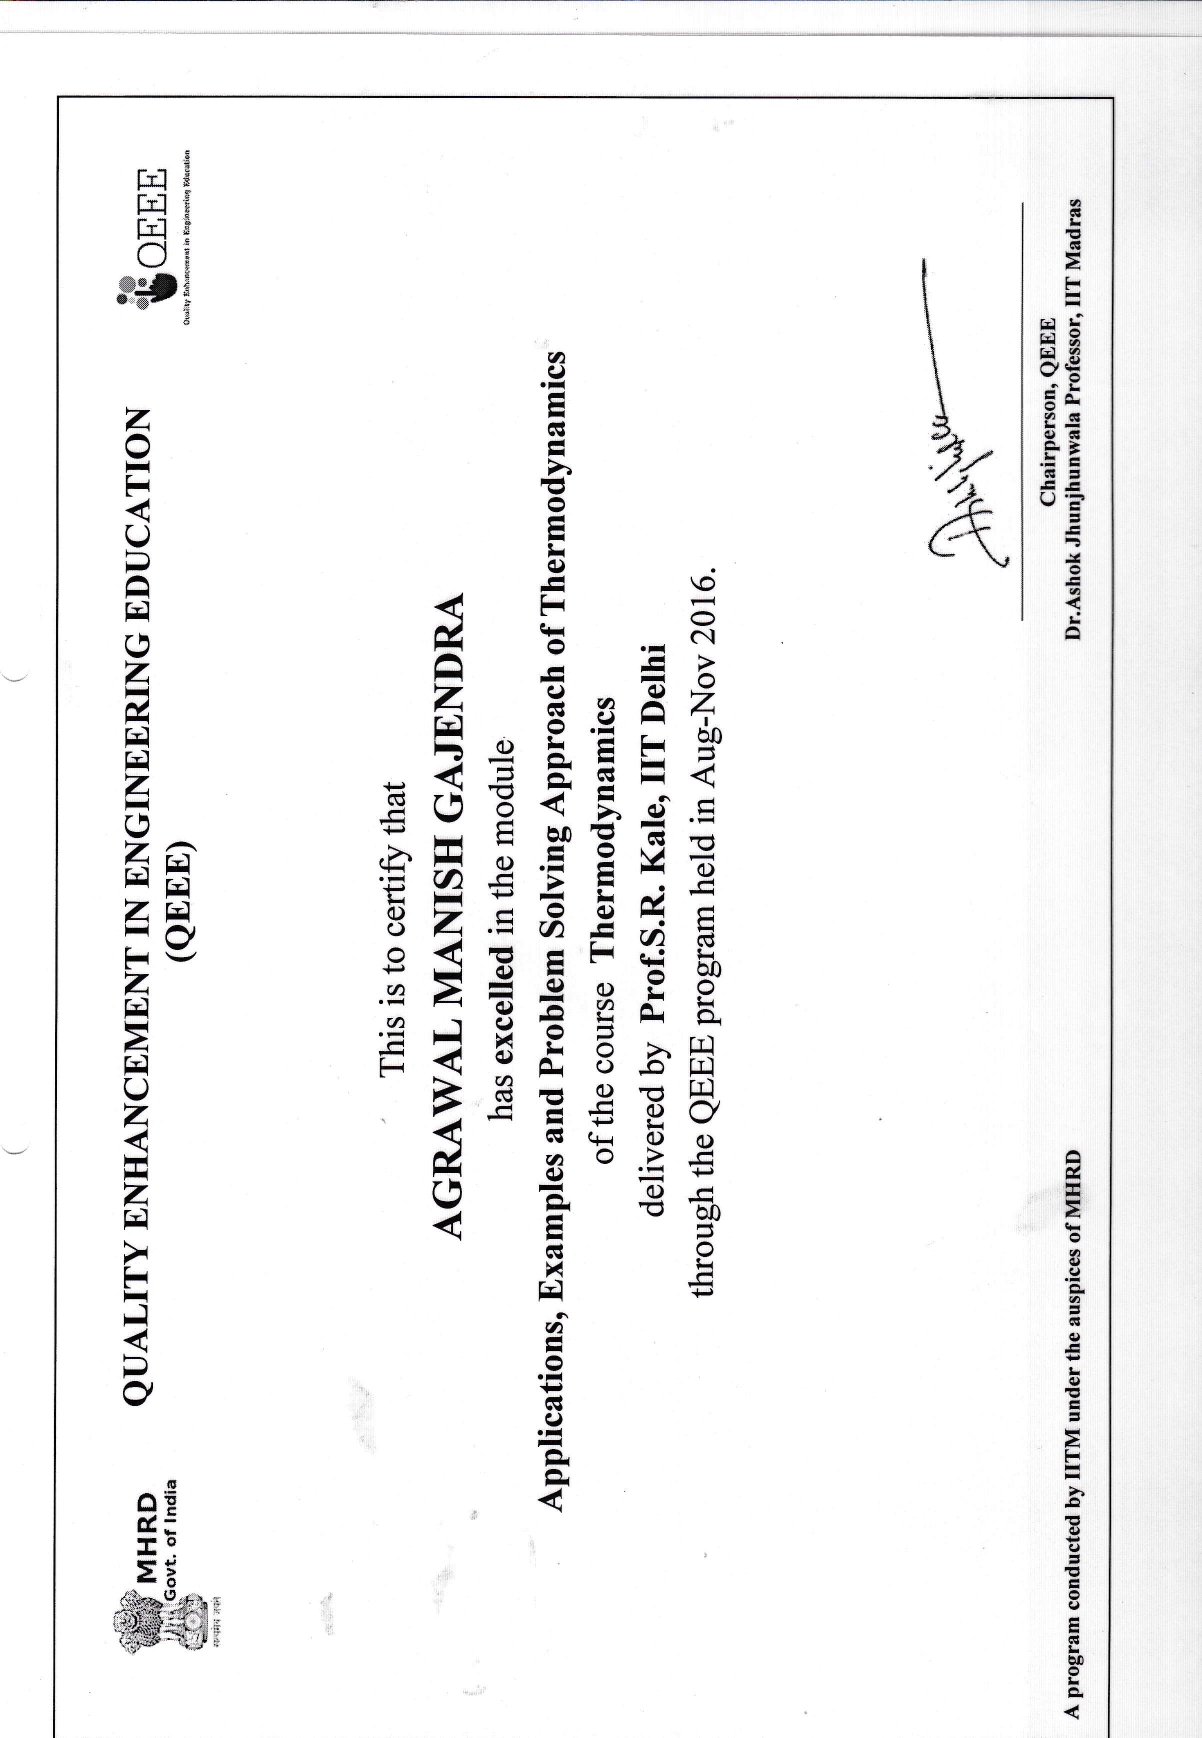 MHRD
Govt. of India
सत्यमेव जयते
QUALITY ENHANCEMENT IN ENGINEERING EDUCATION
(QEEE)
QEEE
Quality Enhancement in Engineering Education
This is to certify that
AGRAWAL MANISH GAJENDRA
has excelled in the module
Applications, Examples and Problem Solving Approach of Thermodynamics
of the course Thermodynamics
delivered by Prof.S.R. Kale, IIT Delhi
through the QEEE program held in Aug-Nov 2016.
Chairperson, QEEE
A program conducted by IITM under the auspices of MHRD
Dr.Ashok Jhunjhunwala Professor, IIT Madras